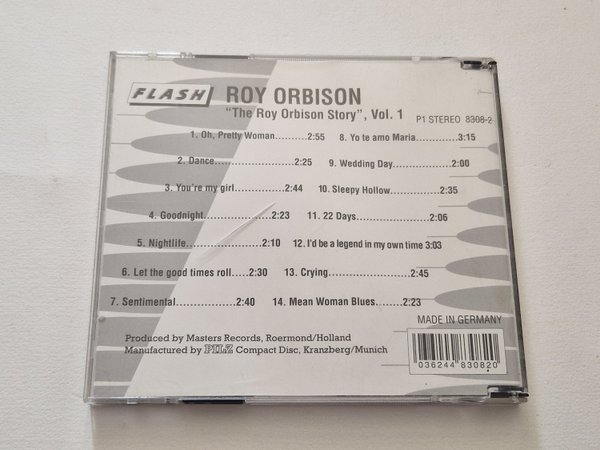 FLASH ROY ORBISON
"The Roy Orbison Story", Vol. 1 P1 STEREO 8308-2
1. Oh, Pretty Woman..........2:55
2. Dance........................2:25
3. You're my girl..............2:44
4. Goodnight...................2:23
5. Nightlife.....................2:10
6. Let the good times roll.....2:30
7. Sentimental.................2:40
8. Yo te amo Maria..........3:15
9. Wedding Day..............2:00
10. Sleepy Hollow............2:35
11. 22 Days....................2:06
12. I'd be a legend in my own time 3:03
13. Crying......................2:45
14. Mean Woman Blues.......2:23
MADE IN GERMANY
Produced by Masters Records, Roermond/Holland
Manufactured by PILZ Compact Disc, Kranzberg/Munich
036244 830820